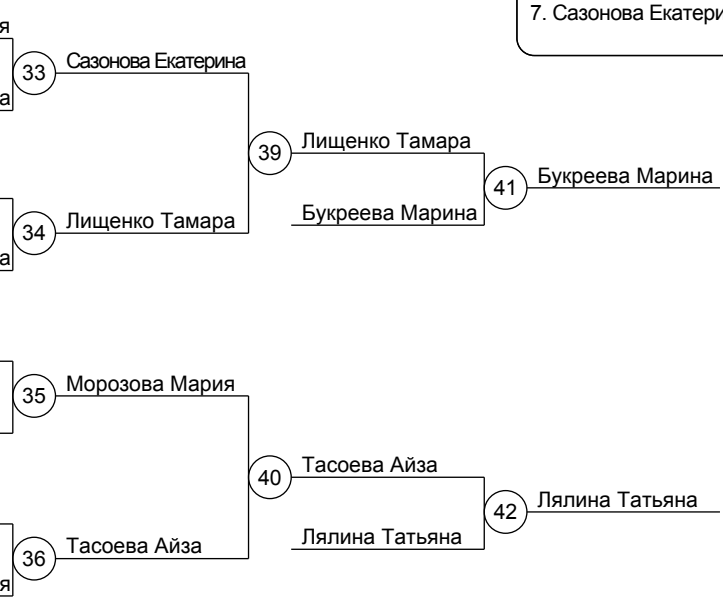 7. Сазонова
33
Сазонова Екатерина
39
Лищенко Тамара
41
Букреева Марина
34
Лищенко Тамара
Букреева Марина
35
Морозова Мария
40
Тасоева Айза
42
Лялина Татьяна
36
Тасоева Айза
Лялина Татьяна